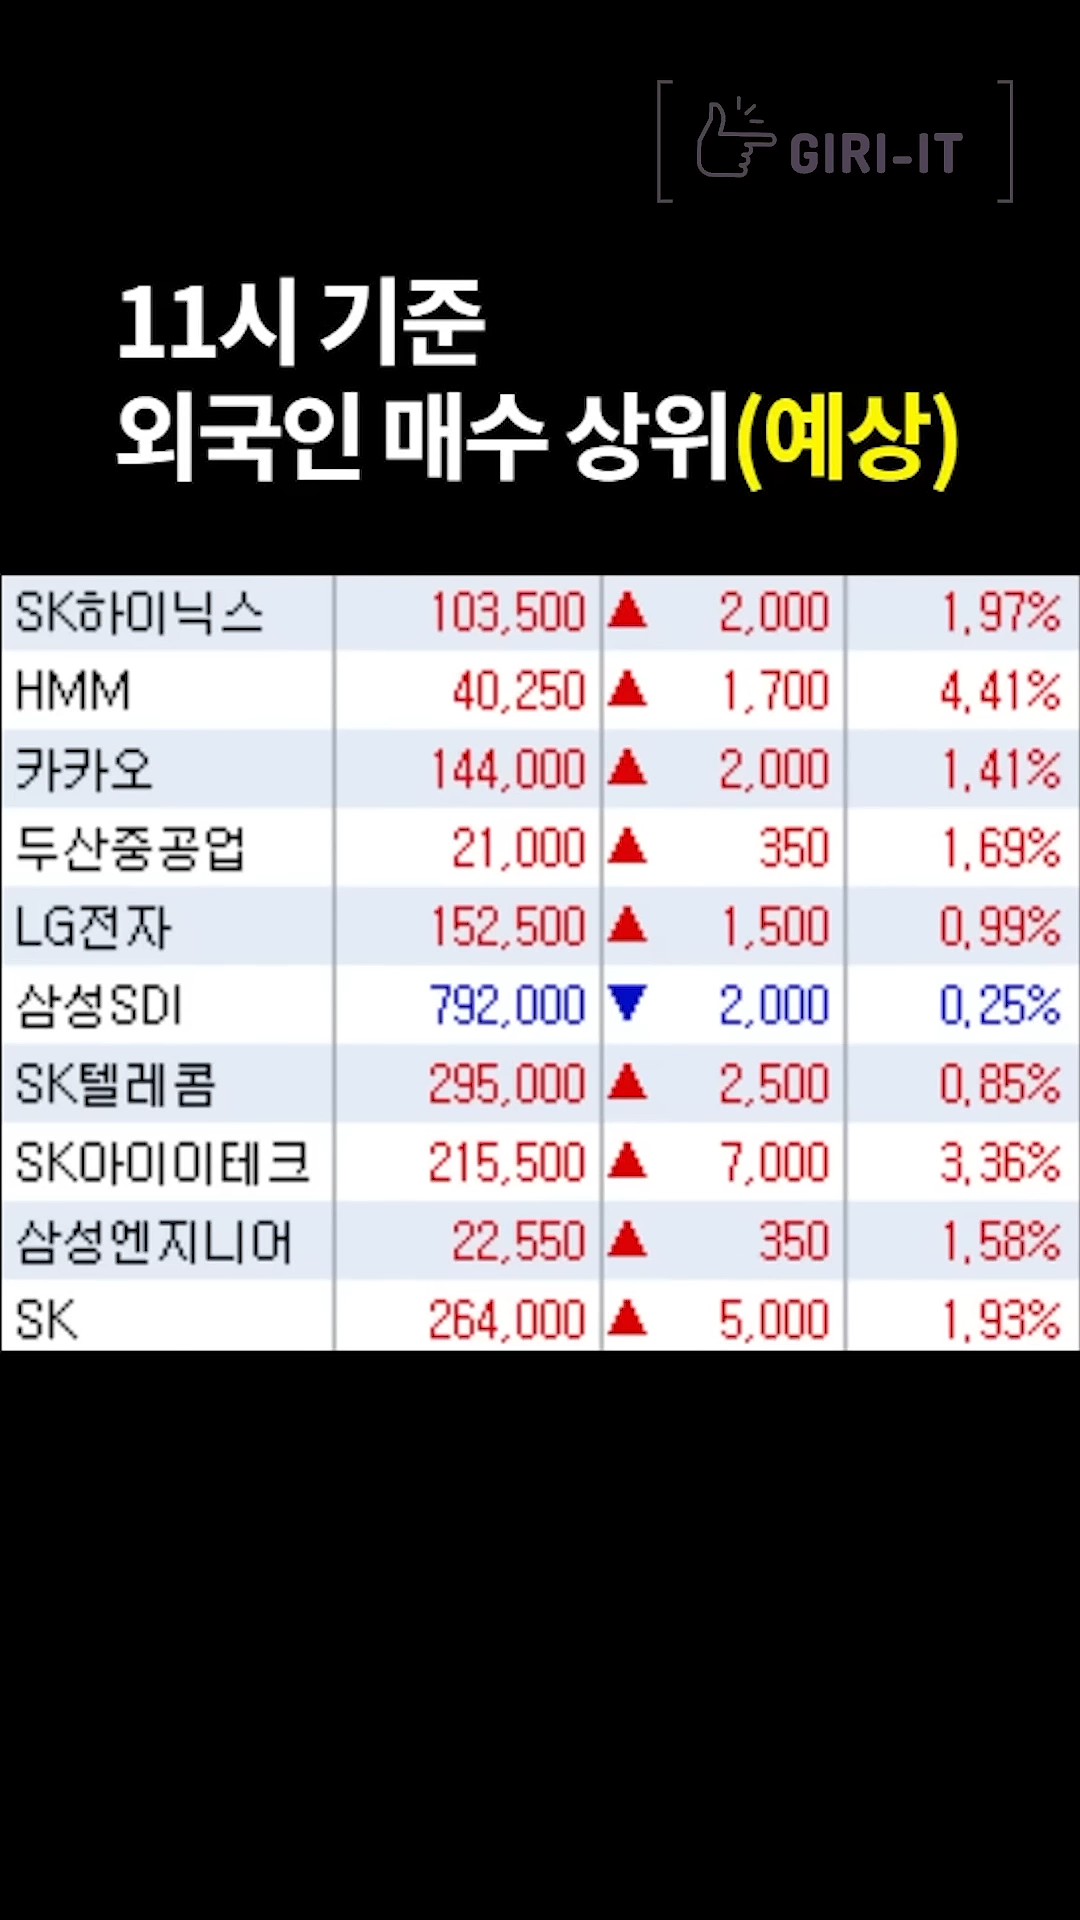 GIRI-IT
11시 기준
외국인 매수 상위(예상)
SK하이닉스 103,500 ▲ 2,000 1.97%
HMM 40,250 ▲ 1,700 4.41%
카카오 144,000 ▲ 2,000 1.41%
두산중공업 21,000 ▲ 350 1.69%
LG전자 152,500 ▲ 1,500 0.99%
삼성SDI 792,000 ▼ 2,000 0.25%
SK텔레콤 295,000 ▲ 2,500 0.85%
SK아이이테크 215,500 ▲ 7,000 3.36%
삼성엔지니어 22,550 ▲ 350 1.58%
SK 264,000 ▲ 5,000 1.93%